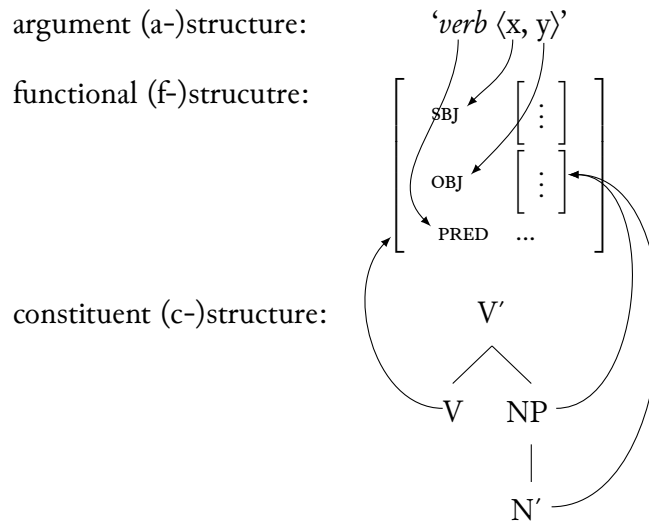 argument (a-)structure: ‘verb ⟨x, y⟩’
functional (f-)strucutre:
SBJ ⋮
OBJ ⋮
PRED ...
constituent (c-)structure: V′
V NP
N′